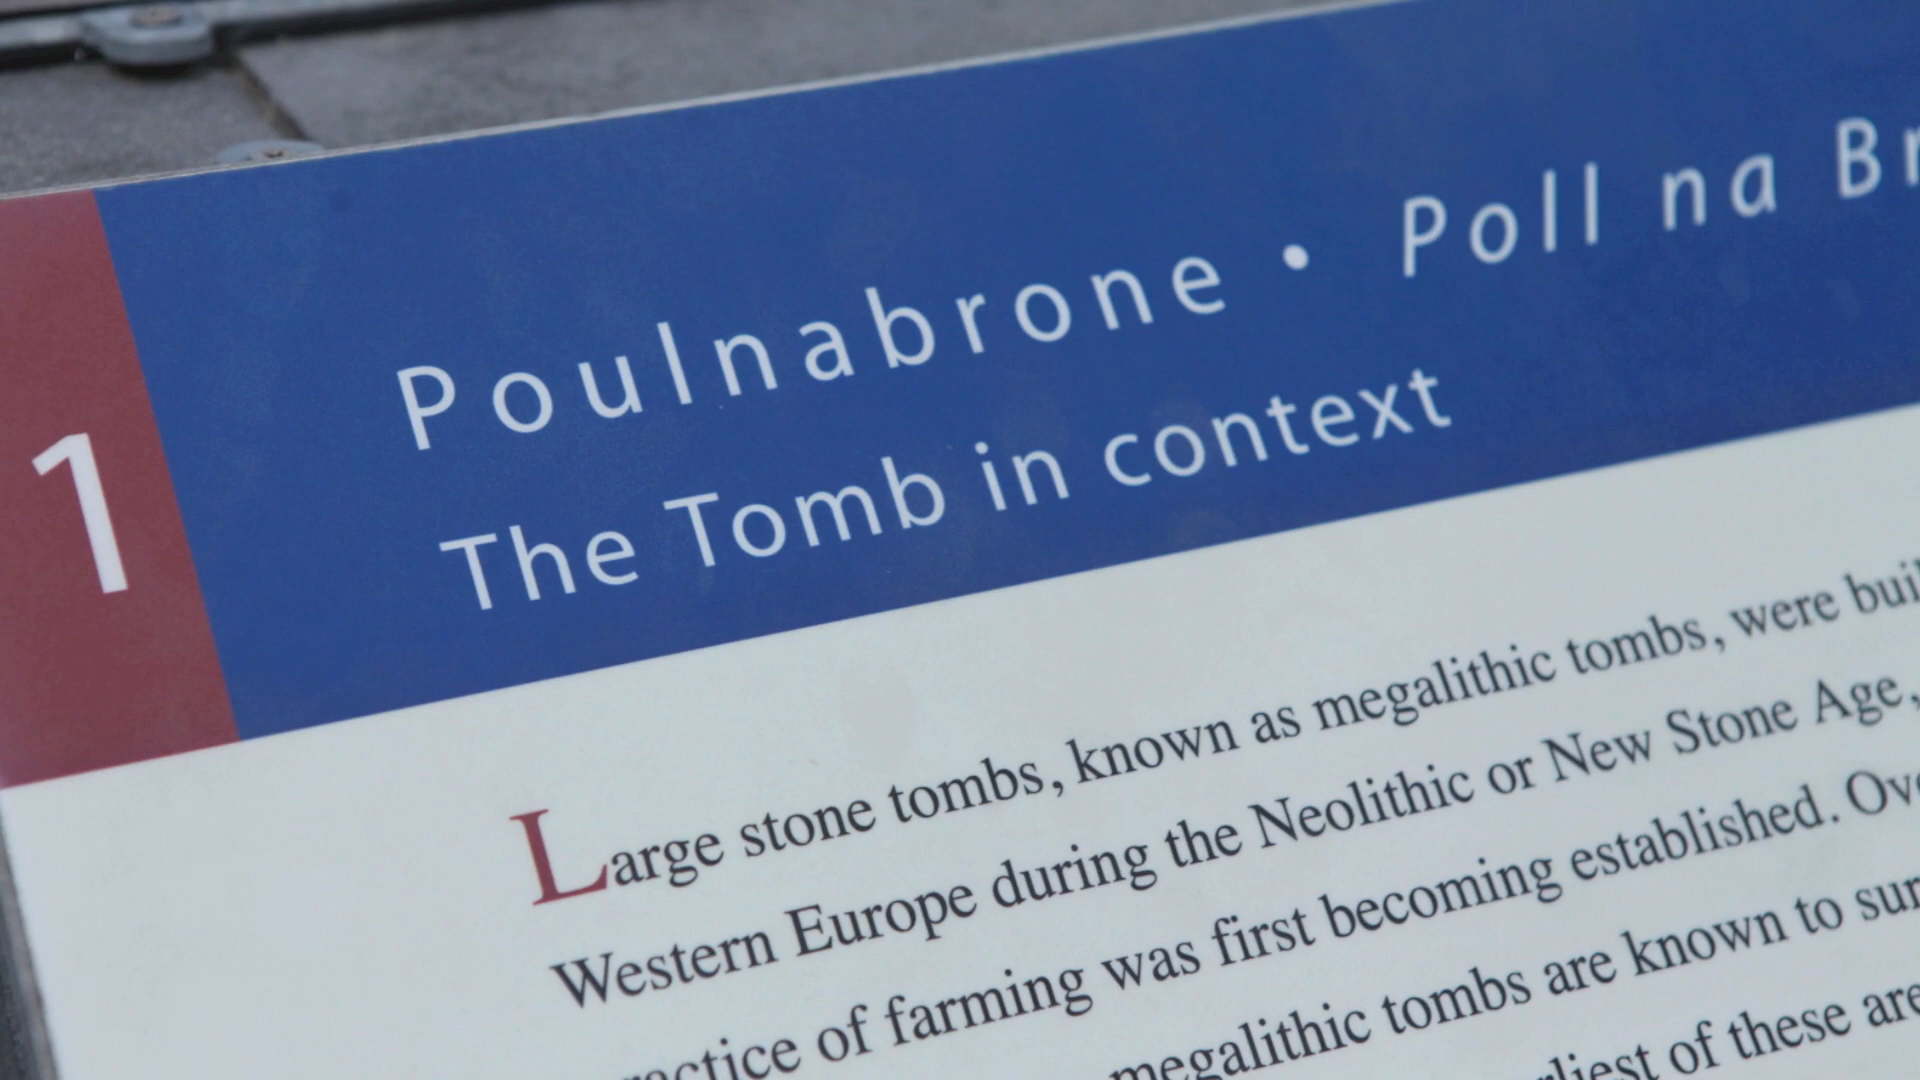 1
Poulnabrone • Poll na
The Tomb in context
Large stone tombs, known as megalithic tombs, were
Western Europe during the Neolithic or New Stone Age,
of farming was first becoming established.
megalithic tombs are known to
of these are